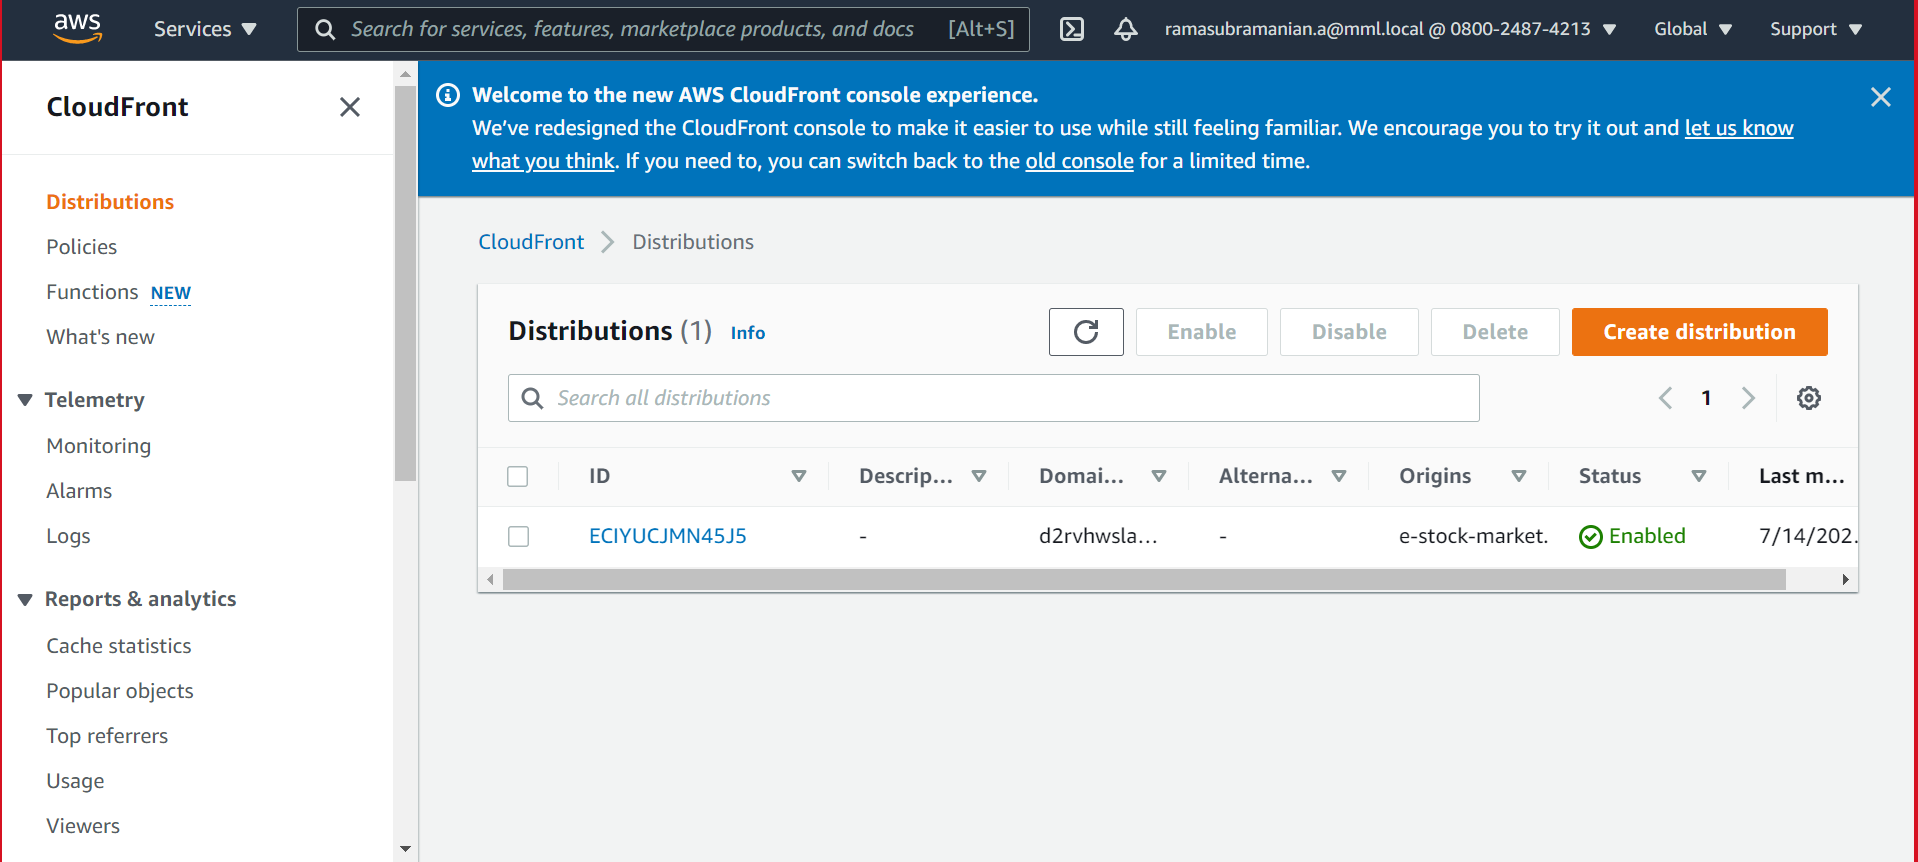 aws
Services
Search for services, features, marketplace products, and docs [Alt+S]
ramasubramanian.a@mml.local @ 0800-2487-4213
Global
Support
CloudFront
Distributions
Policies
Functions NEW
What's new
Telemetry
Monitoring
Alarms
Logs
Reports & analytics
Cache statistics
Popular objects
Top referrers
Usage
Viewers
Welcome to the new AWS CloudFront console experience.
We’ve redesigned the CloudFront console to make it easier to use while still feeling familiar. We encourage you to try it out and let us know
what you think. If you need to, you can switch back to the old console for a limited time.
CloudFront Distributions
Distributions (1) Info
Enable
Disable
Delete
Create distribution
Search all distributions
1
ID Descrip... Domai... Alterna... Origins Status Last m...
ECIYUCJMN45J5 - d2rvhwsla... - e-stock-market. Enabled 7/14/202.